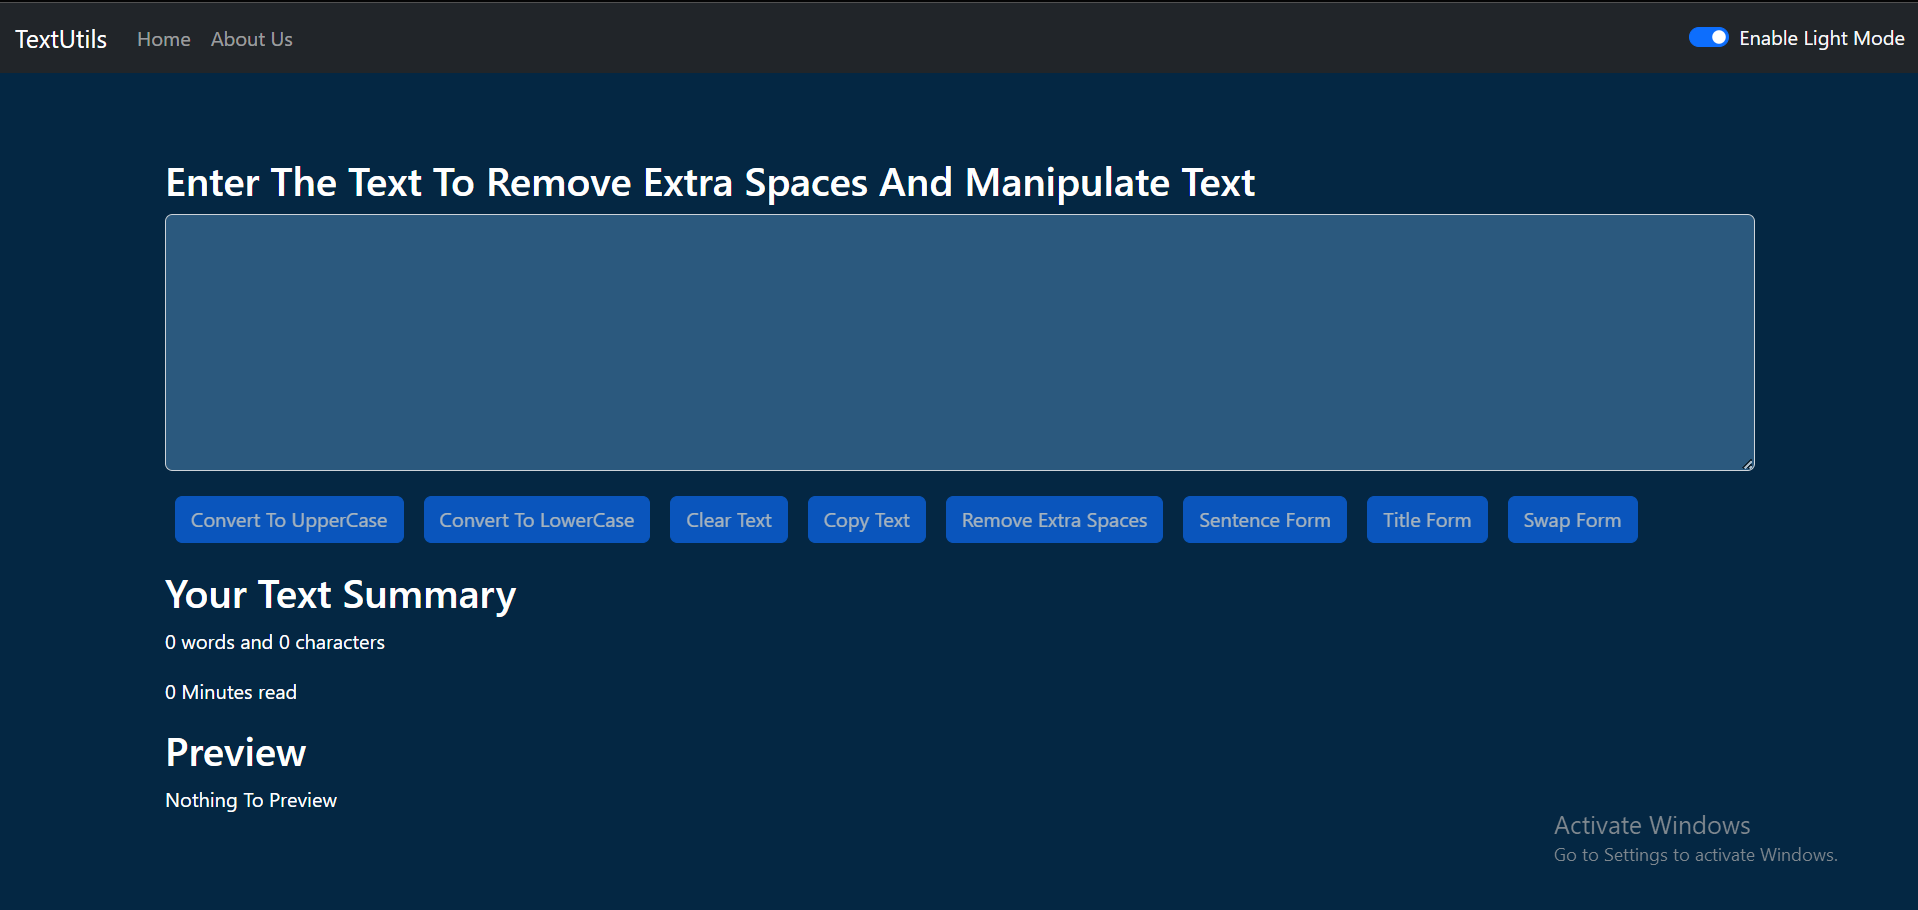 TextUtils Home About Us Enable Light Mode
Enter The Text To Remove Extra Spaces And Manipulate Text
Convert To UpperCase Convert To LowerCase Clear Text Copy Text Remove Extra Spaces Sentence Form Title Form Swap Form
Your Text Summary
0 words and 0 characters
0 Minutes read
Preview
Nothing To Preview
Activate Windows
Go to Settings to activate Windows.